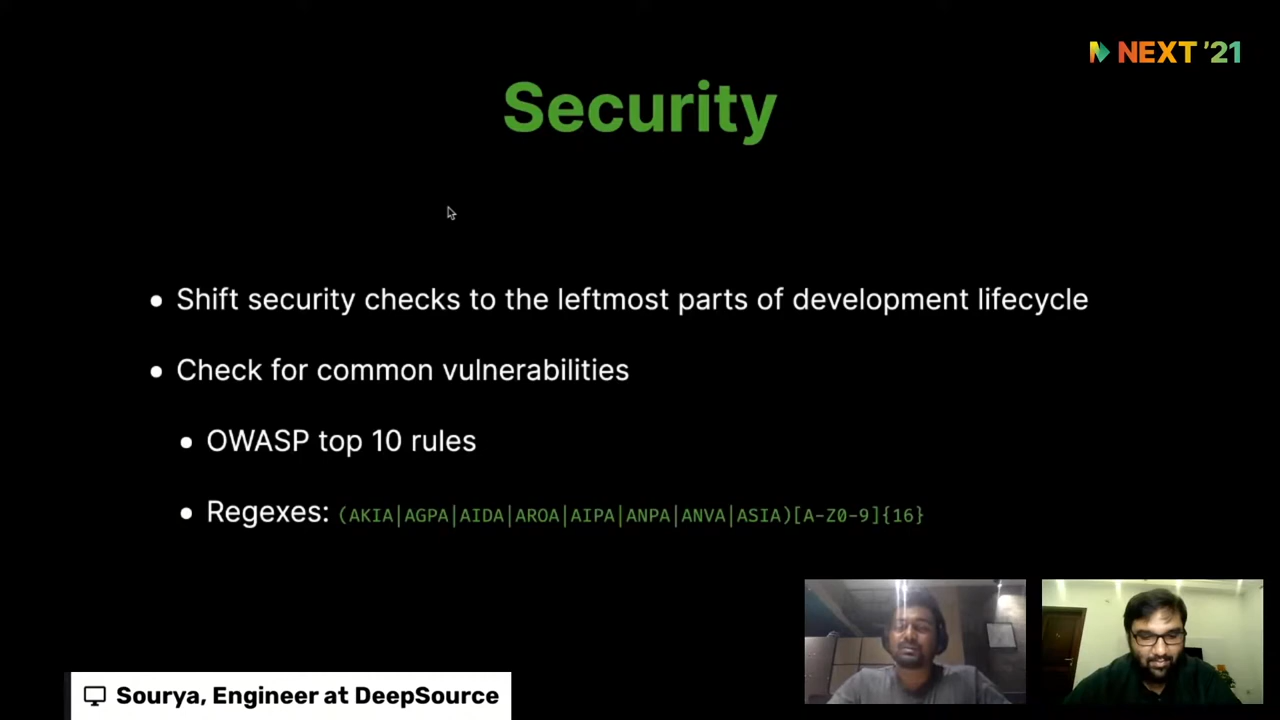 NEXT '21
Security
• Shift security checks to the leftmost parts of development lifecycle
• Check for common vulnerabilities
• OWASP top 10 rules
• Regexes: (AKIA|AGPA|AIDA|AROA|AIPA|ANPA|ANVA|ASIA)[A-Z0-9]{16}
Sourya, Engineer at DeepSource